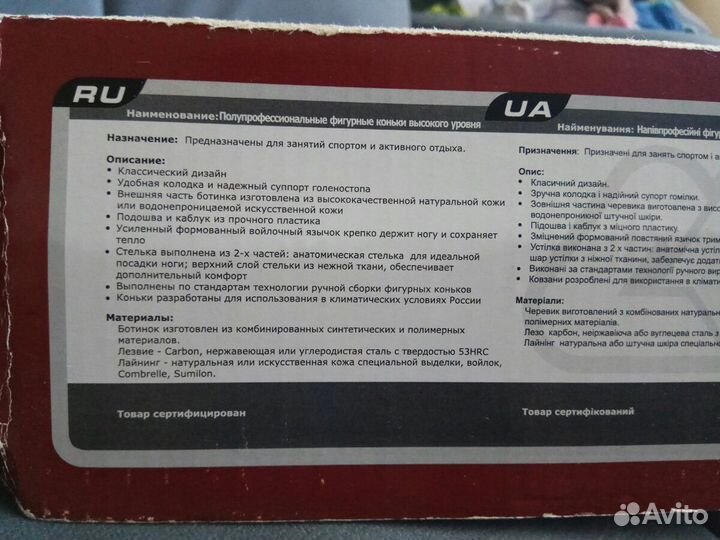 RU
Наименование: Полупрофессиональные фигурные коньки высокого уровня
Назначение: Предназначены для занятий спортом и активного отдыха.
Описание:
• Классический дизайн
• Удобная колодка и надежный суппорт голеностопа
• Внешняя часть ботинка изготовлена из высококачественной натуральной кожи
или водонепроницаемой искусственной кожи
• Подошва и каблук из прочного пластика
• Усиленный формованный войлочный язычок крепко держит ногу и сохраняет
тепло
• Стелька выполнена из 2-х частей: анатомическая стелька для идеальной
посадки ноги; верхний слой стельки из нежной ткани, обеспечивает
дополнительный комфорт
• Выполнены по стандартам технологии ручной сборки фигурных коньков
• Коньки разработаны для использования в климатических условиях России
Материалы:
Ботинок изготовлен из комбинированных синтетических и полимерных
материалов.
Лезвие - Carbon, нержавеющая или углеродистая сталь с твердостью 53HRC
Лайнинг - натуральная или искусственная кожа специальной выделки, войлок,
Combrelle, Sumilon.
Товар сертифицирован
UA
Найменування: Напівпрофесійні фігу
Призначення: Призначені для занять спортом і а
Опис:
• Класичний дизайн.
• Зручна колодка і надійний супорт гомілки.
• Зовнішня частина черевика виготовлена з висо
водонепроникної штучної шкіри.
• Підошва і каблук з міцного пластику.
• Зміцнений формований повстяний язичок трим
• Устілка виконана з 2 х частин: анатомічна устіл
шар устілки з ніжної тканини, забезпечує додат
• Виконані за стандартами технології ручного вир
• Ковзани розроблені для використання в клімати
Матеріали:
Черевик виготовлений з комбінованих натураль
полімерних матеріалів.
Лезо карбон, неіржавіюча або вуглецева сталь з
Лайнінг натуральна або штучна шкіра спеціально
Товар сертифікований
Avito